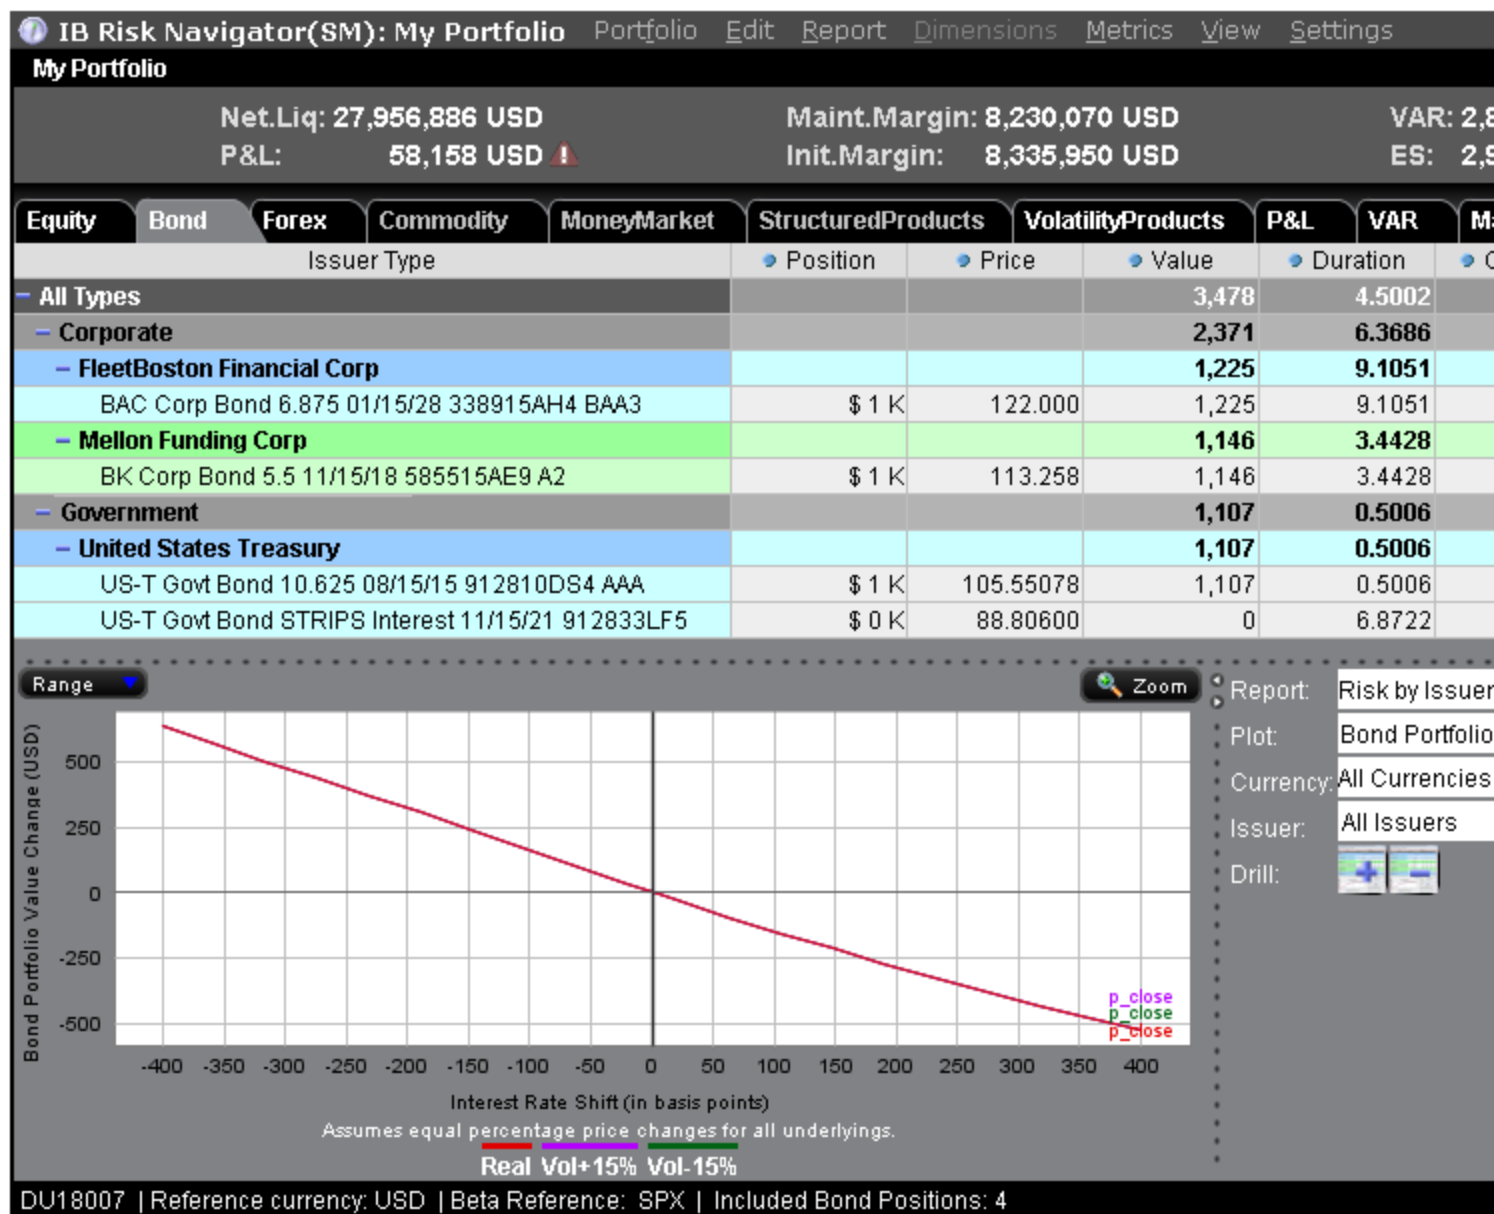 IB Risk Navigator(SM): My Portfolio Portfolio Edit Report Dimensions Metrics View Settings
My Portfolio
Net.Liq: 27,956,886 USD Maint.Margin: 8,230,070 USD VAR: 2,8
P&L: 58,158 USD Init.Margin: 8,335,950 USD ES: 2,9
Equity Bond Forex Commodity MoneyMarket StructuredProducts VolatilityProducts P&L VAR Ma
Issuer Type Position Price Value Duration C
All Types 3,478 4.5002
Corporate 2,371 6.3686
FleetBoston Financial Corp 1,225 9.1051
BAC Corp Bond 6.875 01/15/28 338915AH4 BAA3 $ 1 K 122.000 1,225 9.1051
Mellon Funding Corp 1,146 3.4428
BK Corp Bond 5.5 11/15/18 585515AE9 A2 $ 1 K 113.258 1,146 3.4428
Government 1,107 0.5006
United States Treasury 1,107 0.5006
US-T Govt Bond 10.625 08/15/15 912810DS4 AAA $ 1 K 105.55078 1,107 0.5006
US-T Govt Bond STRIPS Interest 11/15/21 912833LF5 $ 0 K 88.80600 0 6.8722
Range Zoom
Report: Risk by Issuer
Plot: Bond Portfolio
Currency: All Currencies
Issuer: All Issuers
Drill:
Bond Portfolio Value Change (USD)
500
250
0
-250
-500
p_close
p_close
p_close
-400 -350 -300 -250 -200 -150 -100 -50 0 50 100 150 200 250 300 350 400
Interest Rate Shift (in basis points)
Assumes equal percentage price changes for all underlyings.
Real Vol+15% Vol-15%
DU18007 | Reference currency: USD | Beta Reference: SPX | Included Bond Positions: 4